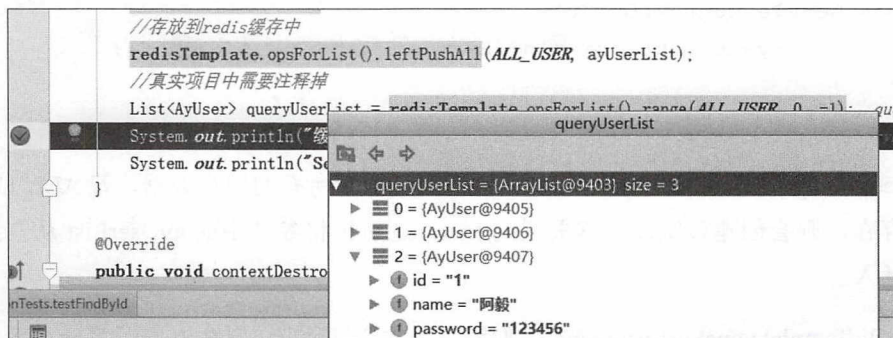 //存放到redis缓存中
redisTemplate.opsForList().leftPushAll(ALL_USER, ayUserList);
//真实项目中需要注释掉
List<AyUser> queryUserList = redisTemplate.opsForList().range(ALL_USER, 0, -1); qu
System.out.println("缓
System.out.println("Se
}
@Override
public void contextDestro
nTests.testFindById
queryUserList
queryUserList = {ArrayList@9403} size = 3
0 = {AyUser@9405}
1 = {AyUser@9406}
2 = {AyUser@9407}
f id = "1"
f name = "阿毅"
f password = "123456"